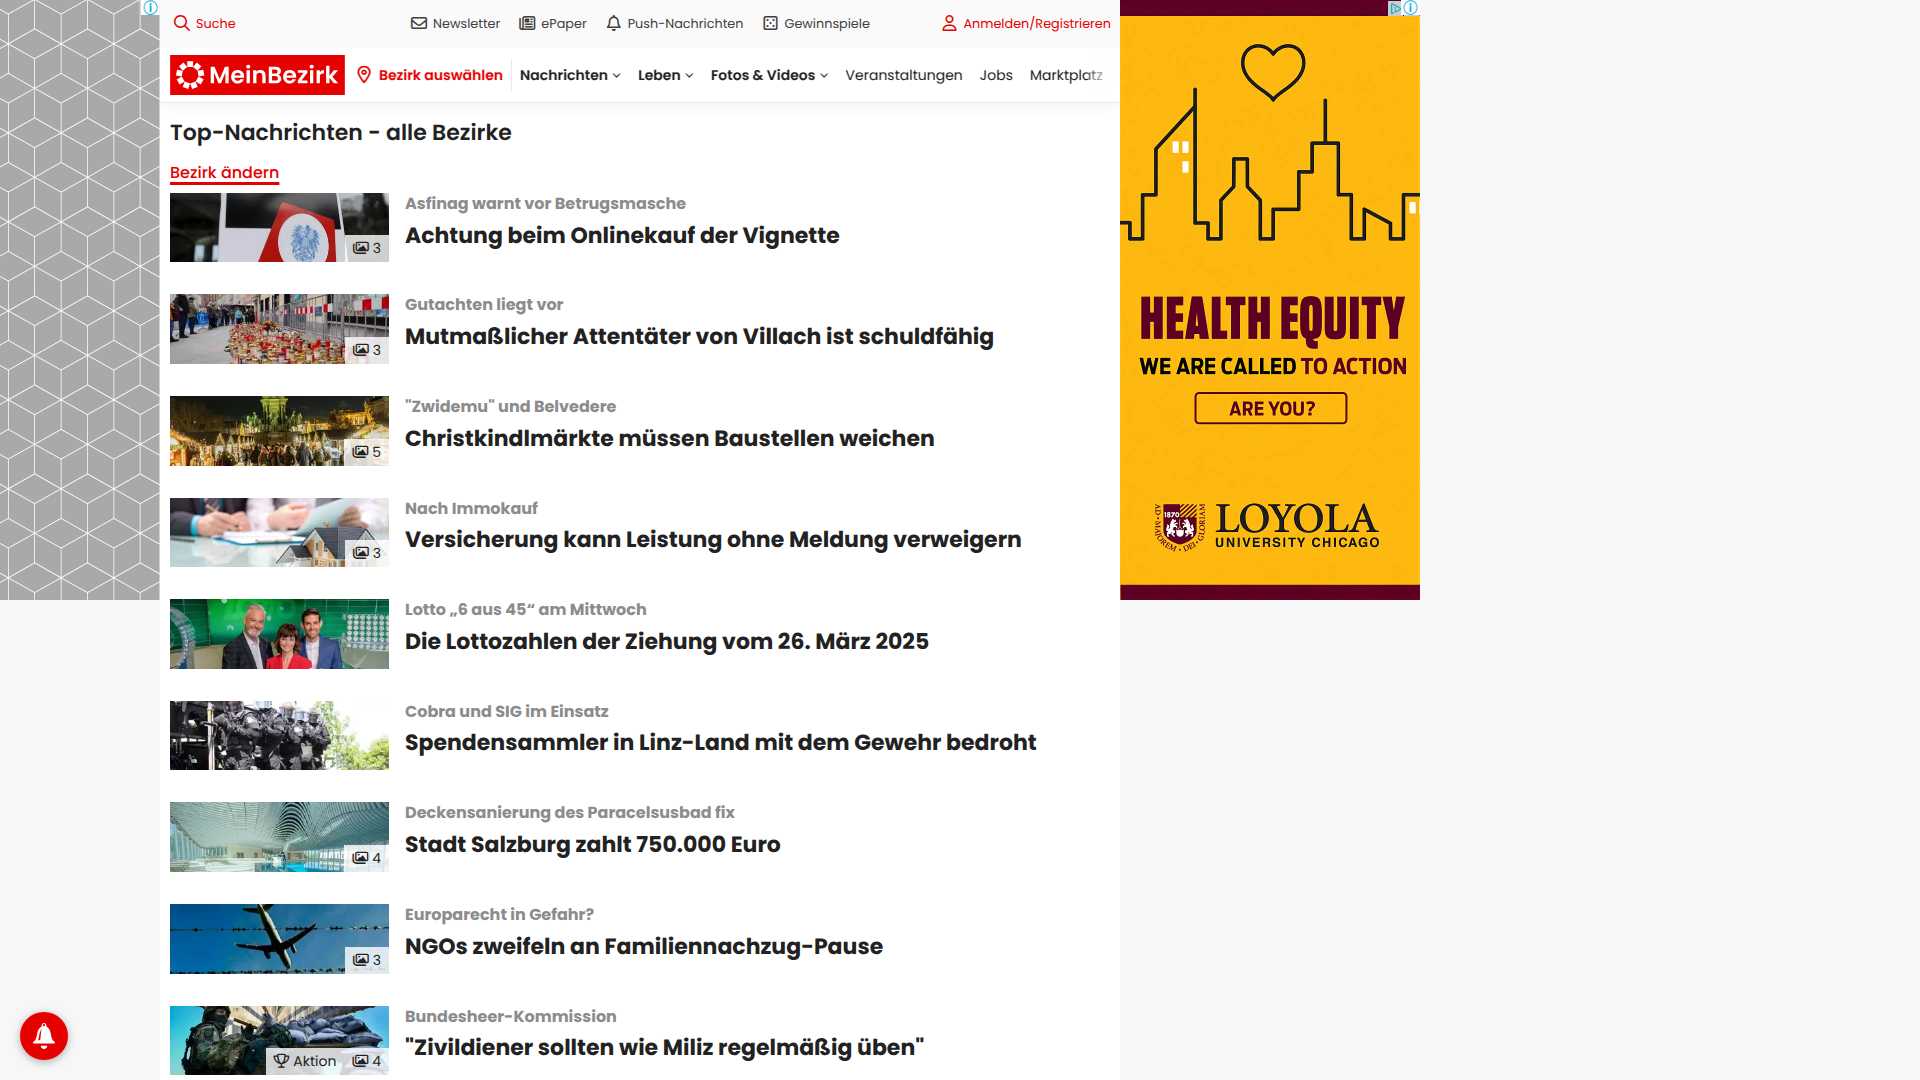 Suche
Newsletter
ePaper
Push-Nachrichten
Gewinnspiele
Anmelden/Registrieren
MeinBezirk
Bezirk auswählen
Nachrichten
Leben
Fotos & Videos
Veranstaltungen
Jobs
Marktplatz
Top-Nachrichten - alle Bezirke
Bezirk ändern
3
Asfinag warnt vor Betrugsmasche
Achtung beim Onlinekauf der Vignette
3
Gutachten liegt vor
Mutmaßlicher Attentäter von Villach ist schuldfähig
5
"Zwidemu" und Belvedere
Christkindlmärkte müssen Baustellen weichen
3
Nach Immokauf
Versicherung kann Leistung ohne Meldung verweigern
Lotto „6 aus 45“ am Mittwoch
Die Lottozahlen der Ziehung vom 26. März 2025
Cobra und SIG im Einsatz
Spendensammler in Linz-Land mit dem Gewehr bedroht
4
Deckensanierung des Paracelsusbad fix
Stadt Salzburg zahlt 750.000 Euro
3
Europarecht in Gefahr?
NGOs zweifeln an Familiennachzug-Pause
Aktion
4
Bundesheer-Kommission
"Zivildiener sollten wie Miliz regelmäßig üben"
HEALTH EQUITY
WE ARE CALLED TO ACTION
ARE YOU?
1870
AD • MAJOREM • DEI • GLORIAM
LOYOLA
UNIVERSITY CHICAGO